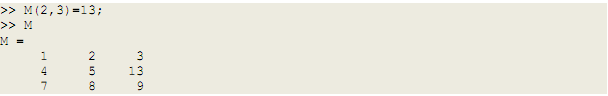 >> M(2,3)=13;
>> M
M =
1 2 3
4 5 13
7 8 9